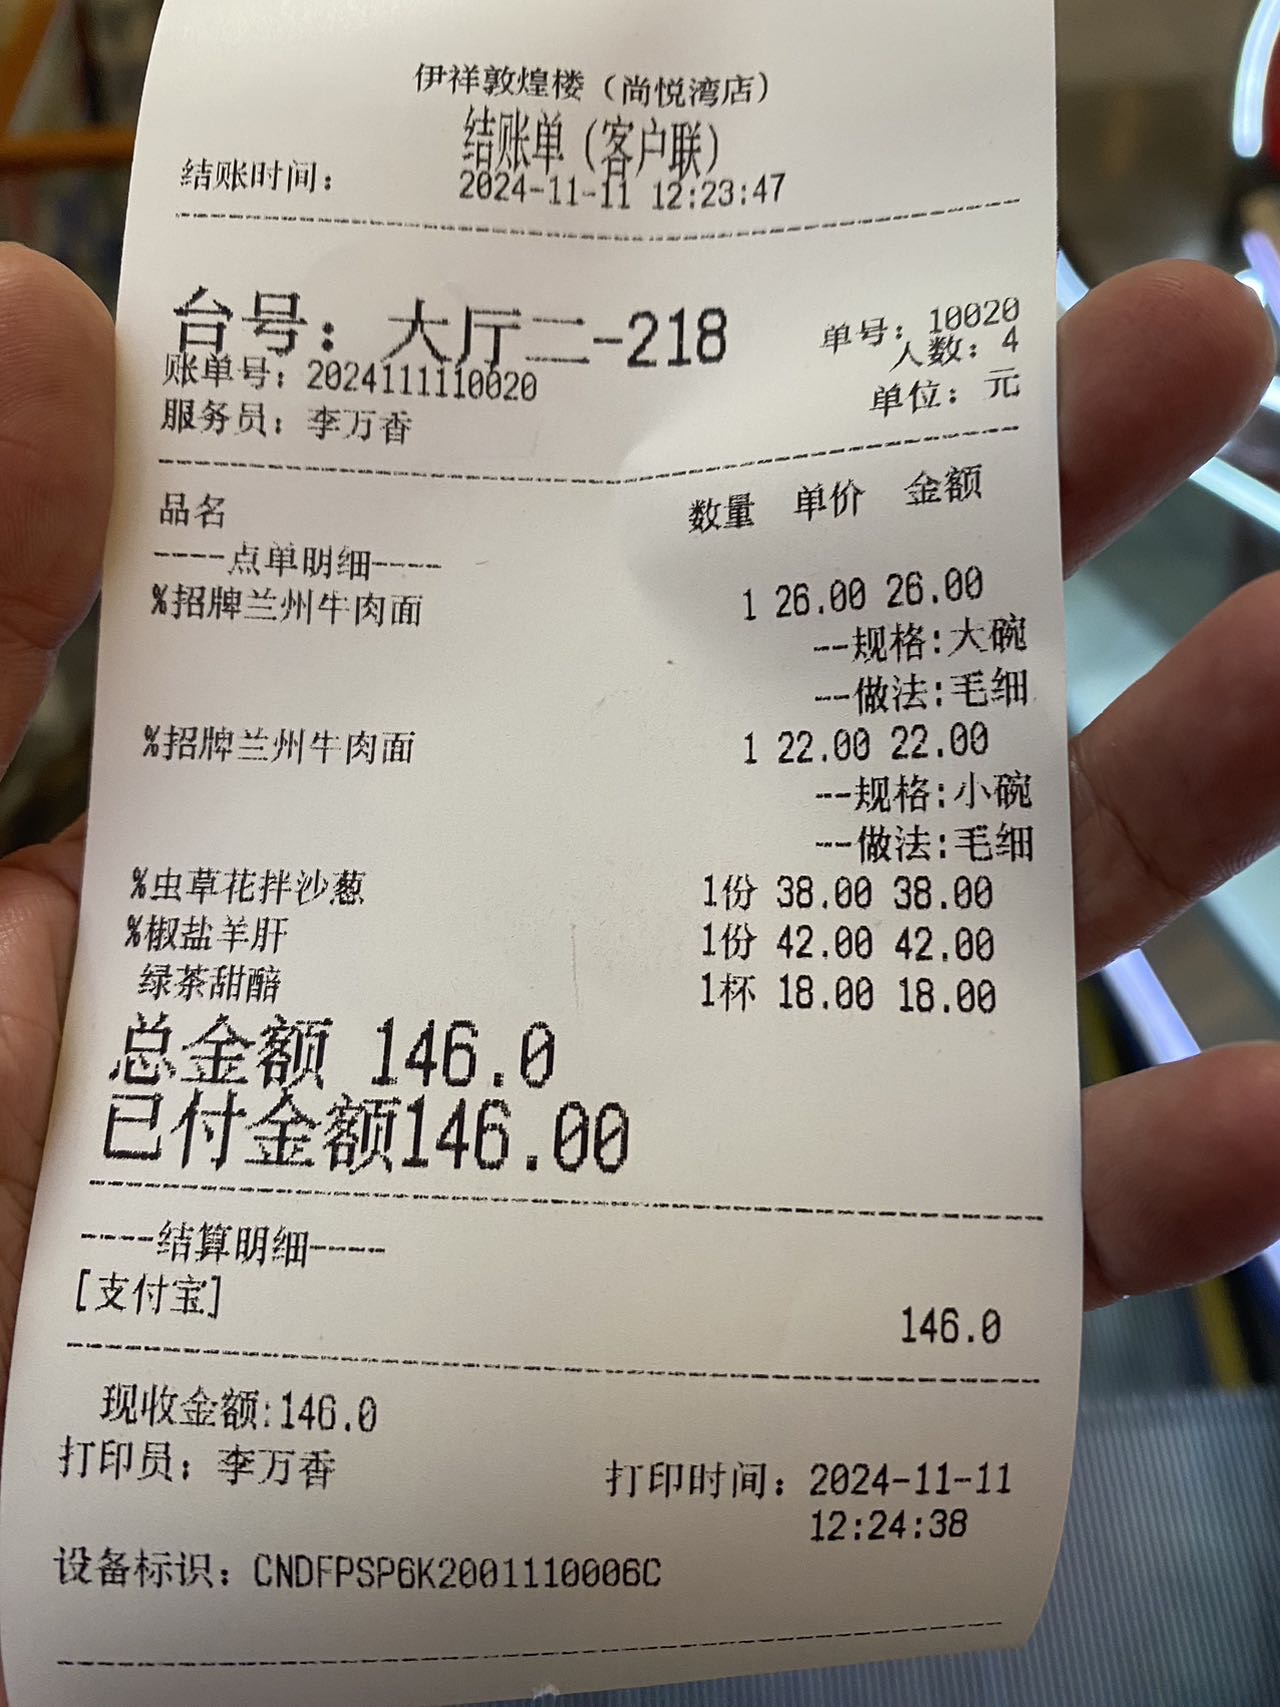 伊祥敦煌楼（尚悦湾店）
结账单（客户联）
结账时间： 2024-11-11 12:23:47
台号：大厅二-218 单号：10020
人数：4
账单号：2024111110020 单位：元
服务员：李万香
品名 数量 单价 金额
----点单明细----
%招牌兰州牛肉面 1 26.00 26.00
--规格:大碗
--做法:毛细
%招牌兰州牛肉面 1 22.00 22.00
--规格:小碗
--做法:毛细
%虫草花拌沙葱 1份 38.00 38.00
%椒盐羊肝 1份 42.00 42.00
绿茶甜醅 1杯 18.00 18.00
总金额 146.0
已付金额146.00
----结算明细----
[支付宝]
146.0
现收金额:146.0
打印员：李万香 打印时间：2024-11-11
12:24:38
设备标识：CNDFPSP6K2001110006C